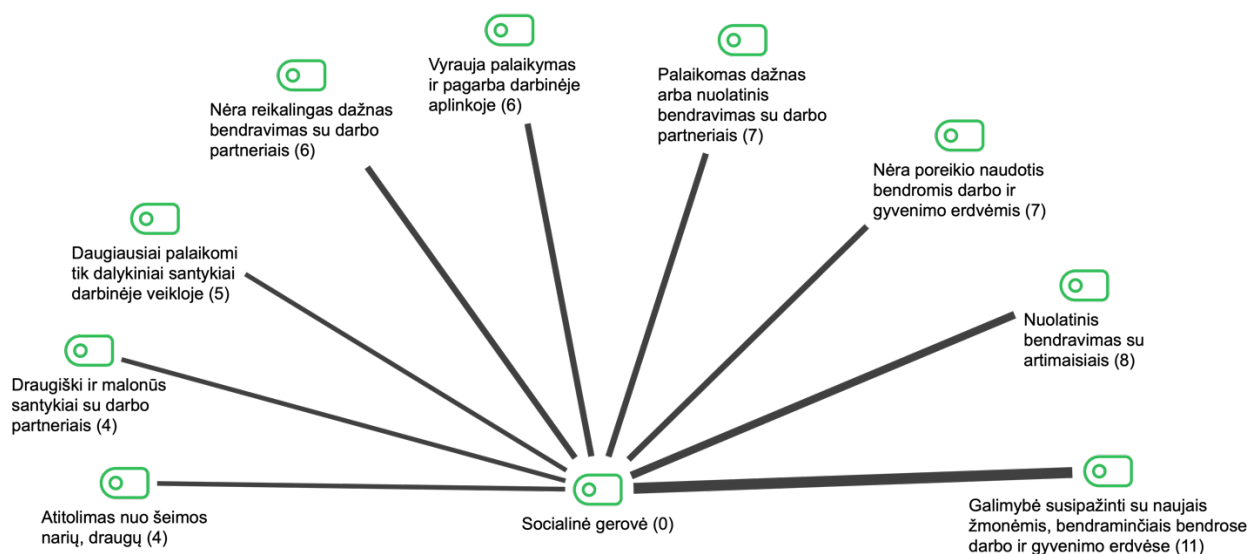 Vyrauja palaikymas
ir pagarba darbinėje
aplinkoje (6)
Palaikomas dažnas
arba nuolatinis
bendravimas su darbo
partneriais (7)
Nėra reikalingas dažnas
bendravimas su darbo
partneriais (6)
Nėra poreikio naudotis
bendromis darbo ir
gyvenimo erdvėmis (7)
Daugiausiai palaikomi
tik dalykiniai santykiai
darbinėje veikloje (5)
Nuolatinis
bendravimas su
artimaisiais (8)
Draugiški ir malonūs
santykiai su darbo
partneriais (4)
Atitolimas nuo šeimos
narių, draugų (4)
Socialinė gerovė (0)
Galimybė susipažinti su naujais
žmonėmis, bendraminčiais bendrose
darbo ir gyvenimo erdvėse (11)